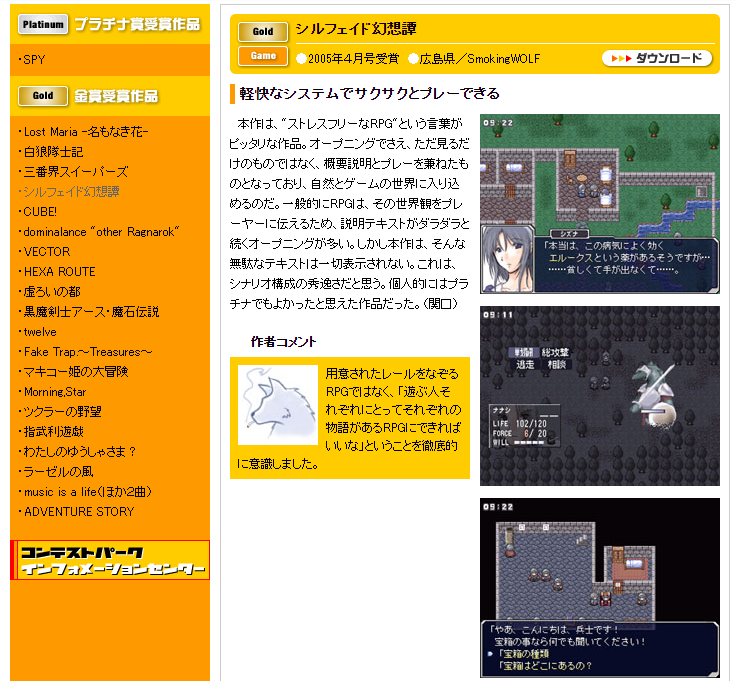 Platinum プラチナ賞受賞作品
・SPY
Gold 金賞受賞作品
・Lost Maria -名もなき花-
・白狼隊士記
・三番界スイーパーズ
・シルフェイド幻想譚
・CUBE!
・dominalance "other Ragnarok"
・VECTOR
・HEXA ROUTE
・虚ろいの都
・黒魔剣士アース・魔石伝説
・twelve
・Fake Trap.～Treasures～
・マキコー姫の大冒険
・Morning,Star
・ツクラーの野望
・指武利遊戯
・わたしのゆうしゃさま？
・ラーゼルの風
・music is a life(ほか2曲)
・ADVENTURE STORY
コンテストパーク
インフォメーションセンター
Gold シルフェイド幻想譚
Game ●2005年4月号受賞 ●広島県／SmokingWOLF ダウンロード
軽快なシステムでサクサクとプレーできる
本作は、“ストレスフリーなRPG”という言葉が
ピッタリな作品。オープニングでさえ、ただ見るだ
けのものではなく、概要説明とプレーを兼ねたも
のとなっており、自然とゲームの世界に入り込
めるのだ。一般的にRPGは、その世界観をプレ
ーヤーに伝えるため、説明テキストがダラダラと
続くオープニングが多い。しかし本作は、そんな
無駄なテキストは一切表示されない。これは、
シナリオ構成の秀逸さだと思う。個人的にはプラ
チナでもよかったと思えた作品だった。（関口）
作者コメント
用意されたレールをなぞる
RPGではなく、「遊ぶ人そ
れぞれにとってそれぞれの
物語があるRPGにできれば
いいな」ということを徹底的
に意識しました。
09:22
シズナ
「本当は、この病気によく効く
エルークスという薬があるそうですが…
……貧しくて手が出なくて……。
09:11
単独戦 総攻撃
逃走 相談
ナナシ
LIFE 102/120
FORCE 8/ 20
WILL
09:22
「やあ、こんにちは、兵士です！
宝箱の事なら何でも聞いてください！
「宝箱の種類
「宝箱はどこにあるの？